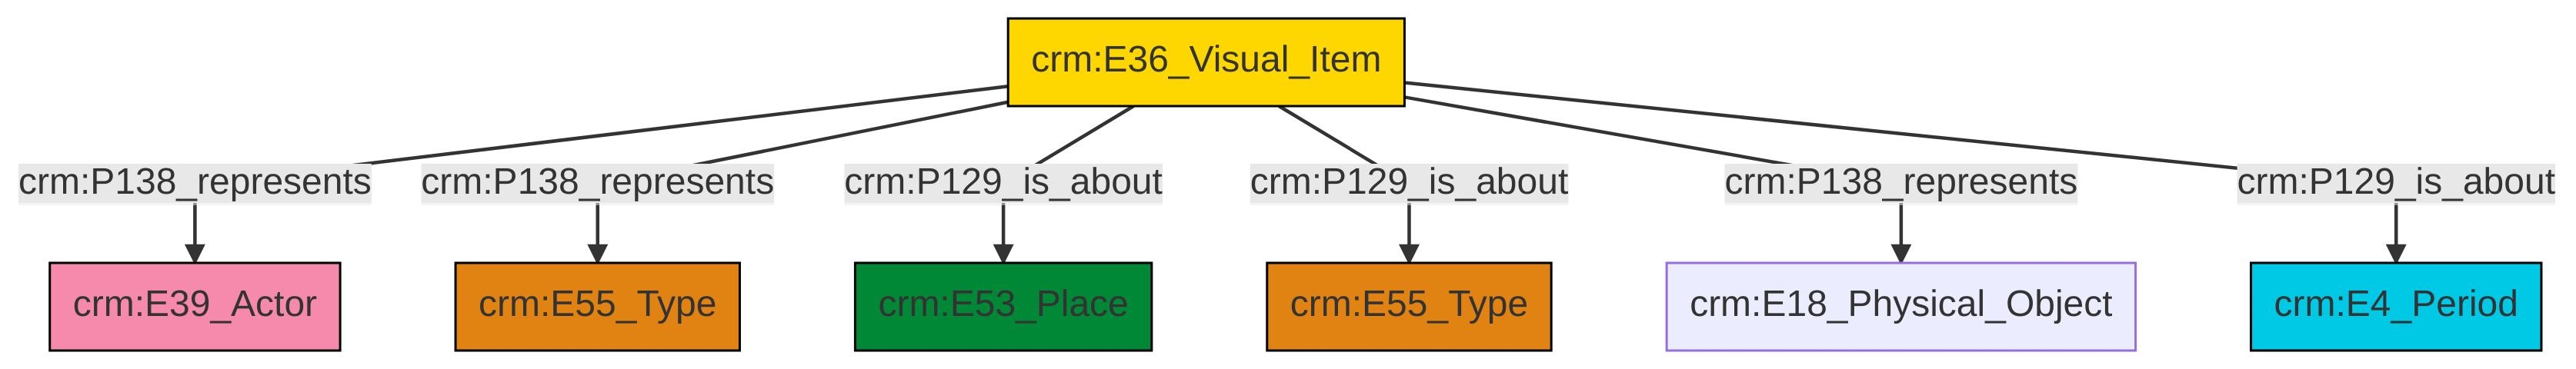 crm:E36_Visual_Item
crm:P138_represents
crm:P138_represents
crm:P129_is_about
crm:P129_is_about
crm:P138_represents
crm:P129_is_about
crm:E39_Actor
crm:E55_Type
crm:E53_Place
crm:E55_Type
crm:E18_Physical_Object
crm:E4_Period